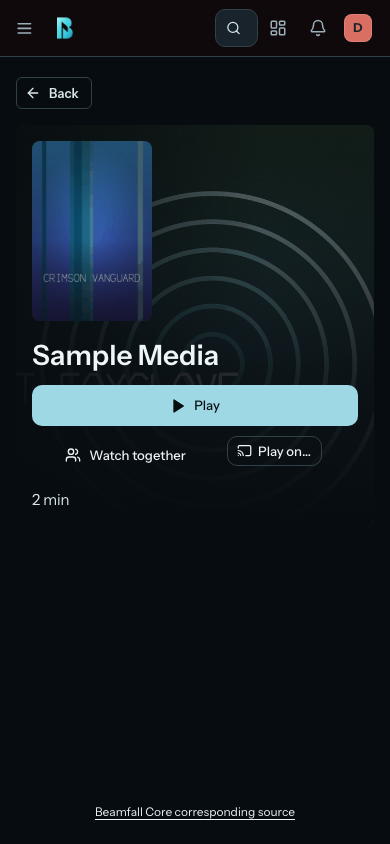 D
Back
CRIMSON VANGUARD
Sample Media
Play
Watch together
Play on...
2 min
Beamfall Core corresponding source